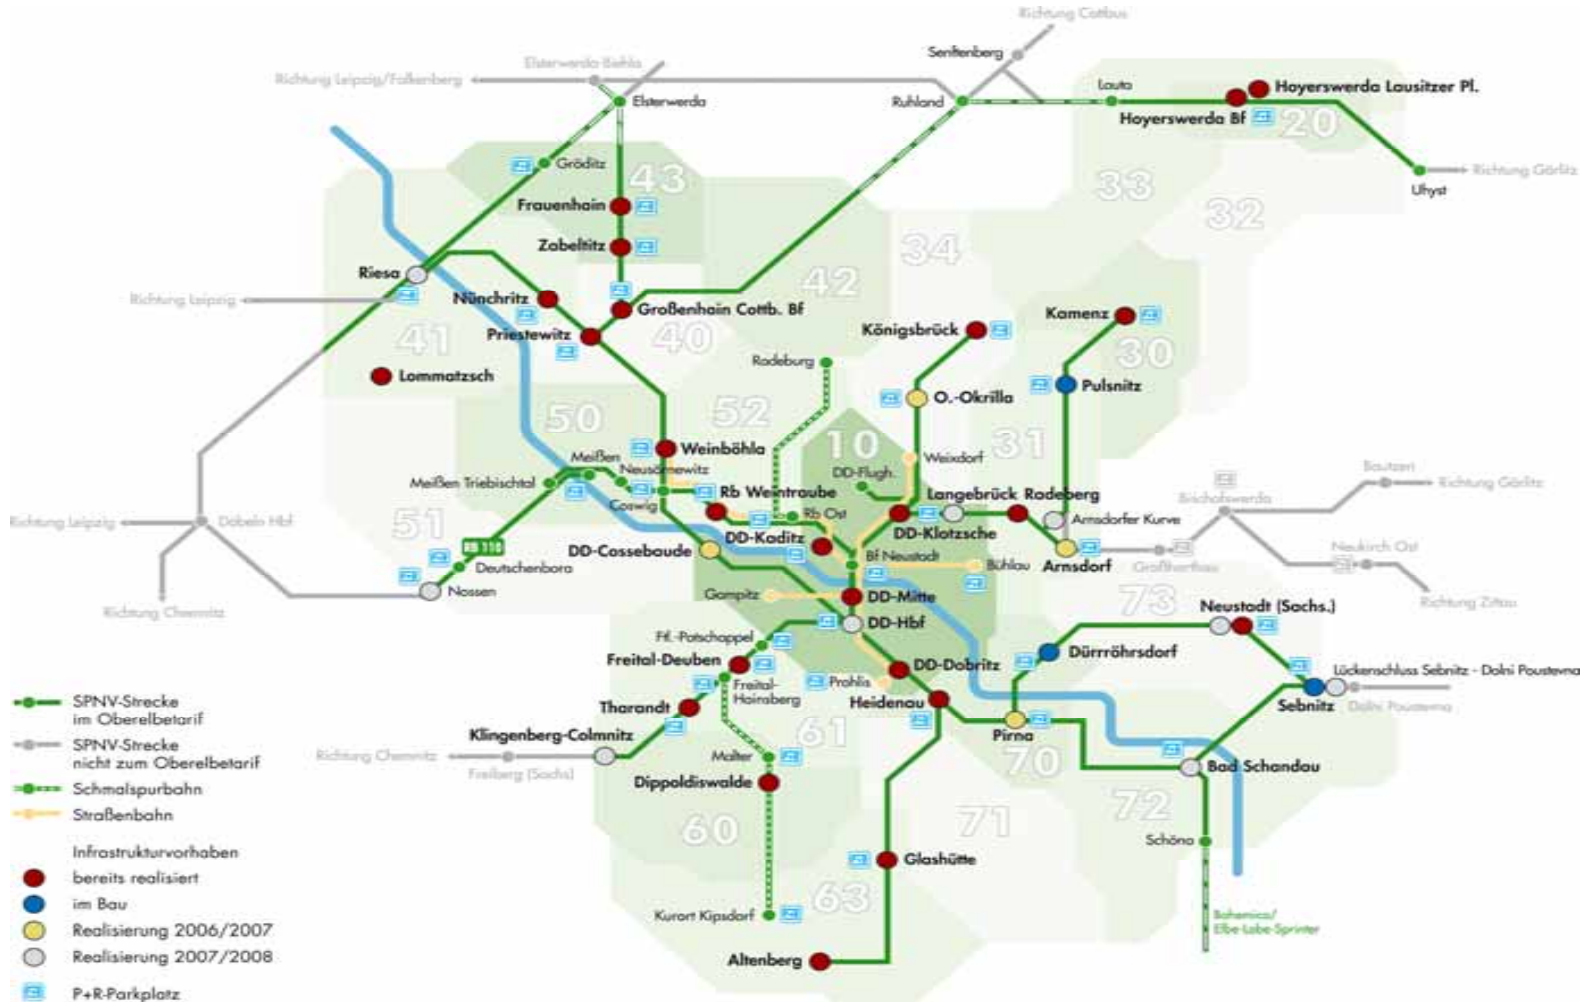 Richtung Cottbus
Senftenberg
Elsterwerda-Biehla
Richtung Leipzig/Falkenberg
Elsterwerda
Ruhland
Lauta
Hoyerswerda Lausitzer Pl.
Hoyerswerda Bf
20
Gröditz
43
33
Richtung Görlitz
Uhyst
Frauenhain
32
Zabeltitz
34
Riesa
42
Richtung Leipzig
Nünchritz
Großenhain Cottb. Bf
Königsbrück
Kamenz
41
Priestewitz
40
30
Radeburg
Lommatzsch
Pulsnitz
O.-Okrilla
50
52
10
31
Weinböhla
Meißen
Weixdorf
Neusörnewitz
DD-Flugh.
Bautzen
Meißen Triebischtal
Richtung Görlitz
Rb Weintraube
Langebrück
Radeberg
Bischofswerda
Coswig
Rb Ost
Richtung Leipzig
Döbeln Hbf
51
Arnsdorfer Kurve
DD-Kaditz
DD-Klotzsche
RB 110
DD-Cossebaude
Bf Neustadt
Bühlau
Arnsdorf
Großharthau
Neukirch Ost
Deutschenbora
Nossen
Gompitz
DD-Mitte
73
Richtung Zittau
Richtung Chemnitz
Neustadt (Sachs.)
DD-Hbf
Ftl.-Potschappel
Dürrröhrsdorf
Freital-Deuben
DD-Dobritz
Lückenschluss Sebnitz - Dolni Poustevna
Prohlis
Freital-
Hainsberg
Heidenau
SPNV-Strecke
im Oberelbetarif
Tharandt
Sebnitz
Dolni Poustevna
Klingenberg-Colmnitz
61
Pirna
SPNV-Strecke
nicht zum Oberelbetarif
Richtung Chemnitz
Freiberg (Sachs)
Malter
70
Bad Schandau
Schmalspurbahn
Dippoldiswalde
Straßenbahn
60
71
72
Schöna
Infrastrukturvorhaben
Glashütte
bereits realisiert
im Bau
63
Kurort Kipsdorf
Bohemica/
Elbe-Labe-Sprinter
Realisierung 2006/2007
Realisierung 2007/2008
Altenberg
P+R-Parkplatz